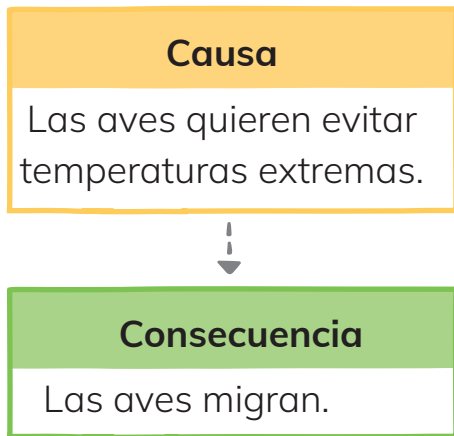 Causa
Las aves quieren evitar
temperaturas extremas.
Consecuencia
Las aves migran.